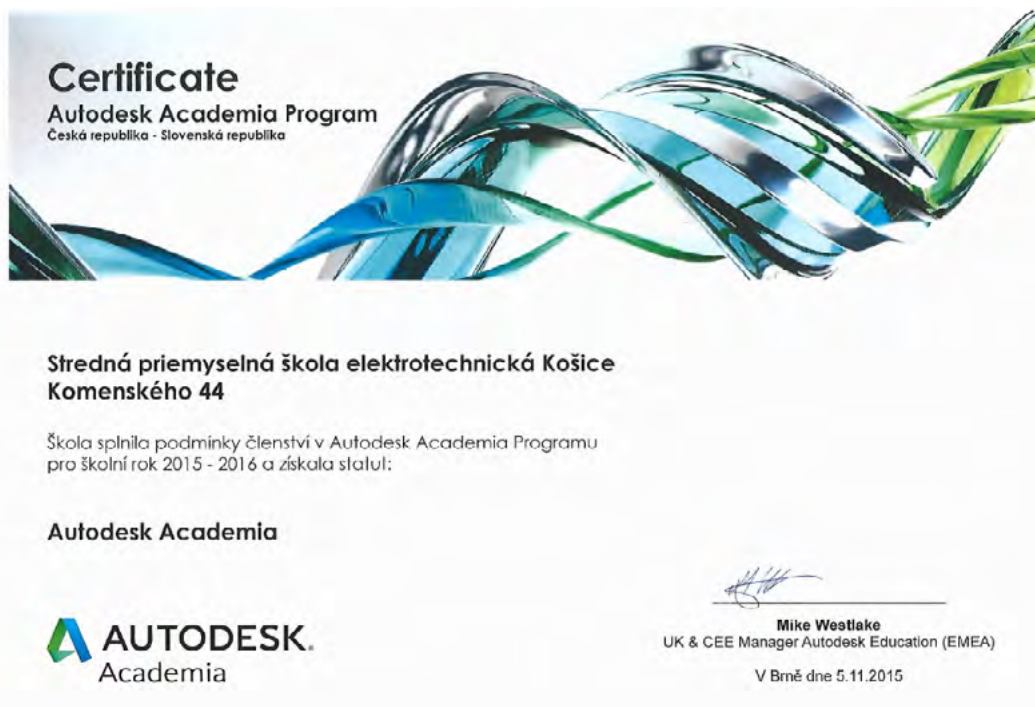 Certificate
Autodesk Academia Program
Česká republika - Slovenská republika
Stredná priemyselná škola elektrotechnická Košice
Komenského 44
Škola splnila podmínky členství v Autodesk Academia Programu
pro školní rok 2015 - 2016 a získala statut:
Autodesk Academia
AUTODESK.
Academia
Mike Westlake
UK & CEE Manager Autodesk Education (EMEA)
V Brně dne 5.11.2015